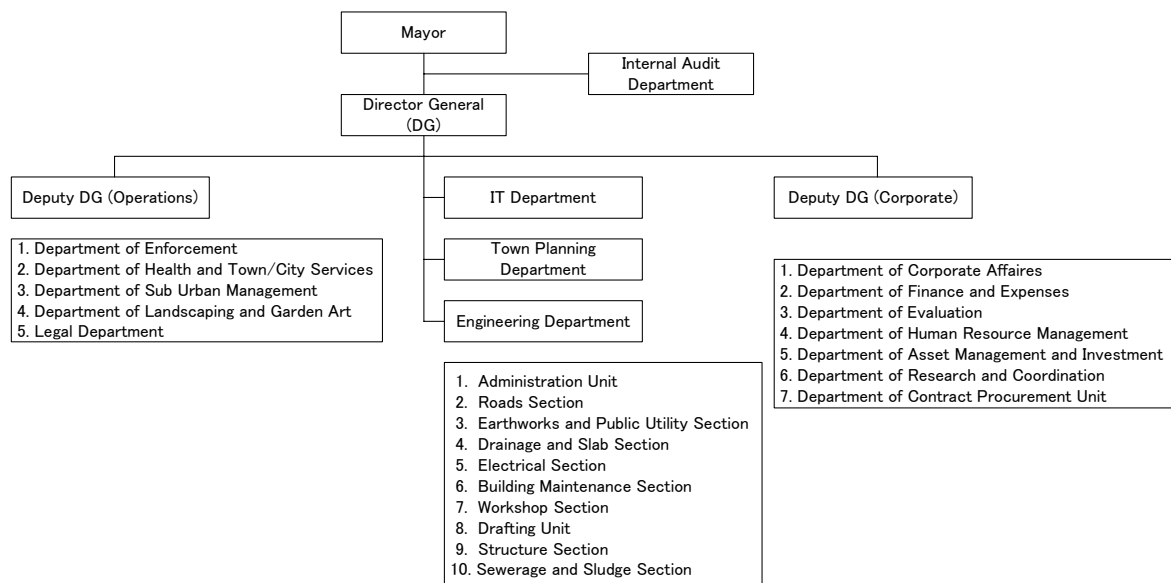 Mayor
Internal Audit
Department
Director General
(DG)
Deputy DG (Operations)
IT Department
Deputy DG (Corporate)
1. Department of Enforcement
2. Department of Health and Town/City Services
3. Department of Sub Urban Management
4. Department of Landscaping and Garden Art
5. Legal Department
Town Planning
Department
Engineering Department
1. Department of Corporate Affaires
2. Department of Finance and Expenses
3. Department of Evaluation
4. Department of Human Resource Management
5. Department of Asset Management and Investment
6. Department of Research and Coordination
7. Department of Contract Procurement Unit
1. Administration Unit
2. Roads Section
3. Earthworks and Public Utility Section
4. Drainage and Slab Section
5. Electrical Section
6. Building Maintenance Section
7. Workshop Section
8. Drafting Unit
9. Structure Section
10. Sewerage and Sludge Section